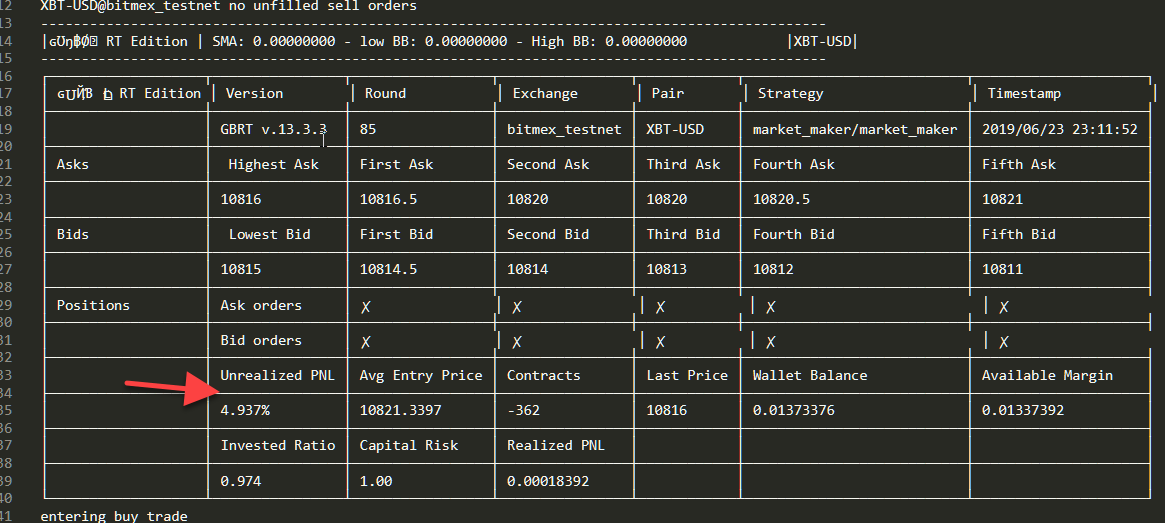 12 XBT-USD@bitmex_testnet no unfilled sell orders
13 ------------------------------------------------------------------------------------------------
14 |ɢƱŋ฿Ø RT Edition | SMA: 0.00000000 - low BB: 0.00000000 - High BB: 0.00000000 |XBT-USD|
15 ------------------------------------------------------------------------------------------------
16
17 RT Edition | Version | Round | Exchange | Pair | Strategy | Timestamp |
18
19 GBRT v.13.3.3 | 85 | bitmex_testnet | XBT-USD | market_maker/market_maker | 2019/06/23 23:11:52
20
21 Asks | Highest Ask | First Ask | Second Ask | Third Ask | Fourth Ask | Fifth Ask
22
23 10816 | 10816.5 | 10820 | 10820 | 10820.5 | 10821
24
25 Bids | Lowest Bid | First Bid | Second Bid | Third Bid | Fourth Bid | Fifth Bid
26
27 10815 | 10814.5 | 10814 | 10813 | 10812 | 10811
28
29 Positions | Ask orders | ✗ | ✗ | ✗ | ✗ | ✗
30
31 Bid orders | ✗ | ✗ | ✗ | ✗ | ✗
32
33 Unrealized PNL | Avg Entry Price | Contracts | Last Price | Wallet Balance | Available Margin
34
35 4.937% | 10821.3397 | -362 | 10816 | 0.01373376 | 0.01337392
36
37 Invested Ratio | Capital Risk | Realized PNL
38
39 0.974 | 1.00 | 0.00018392
40
41 entering buy trade